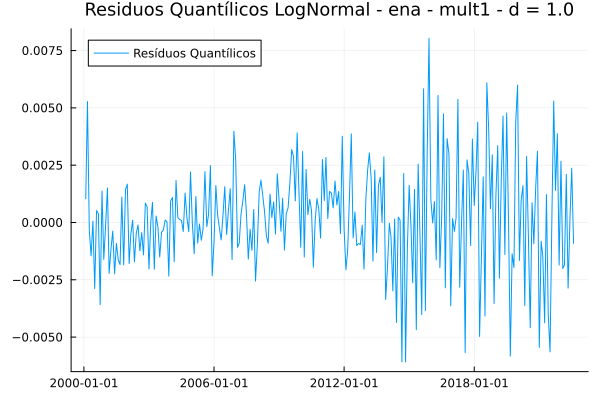 Residuos Quantílicos LogNormal - ena - mult1 - d = 1.0
Resíduos Quantílicos
0.0075
0.0050
0.0025
0.0000
−0.0025
−0.0050
2000-01-01 2006-01-01 2012-01-01 2018-01-01